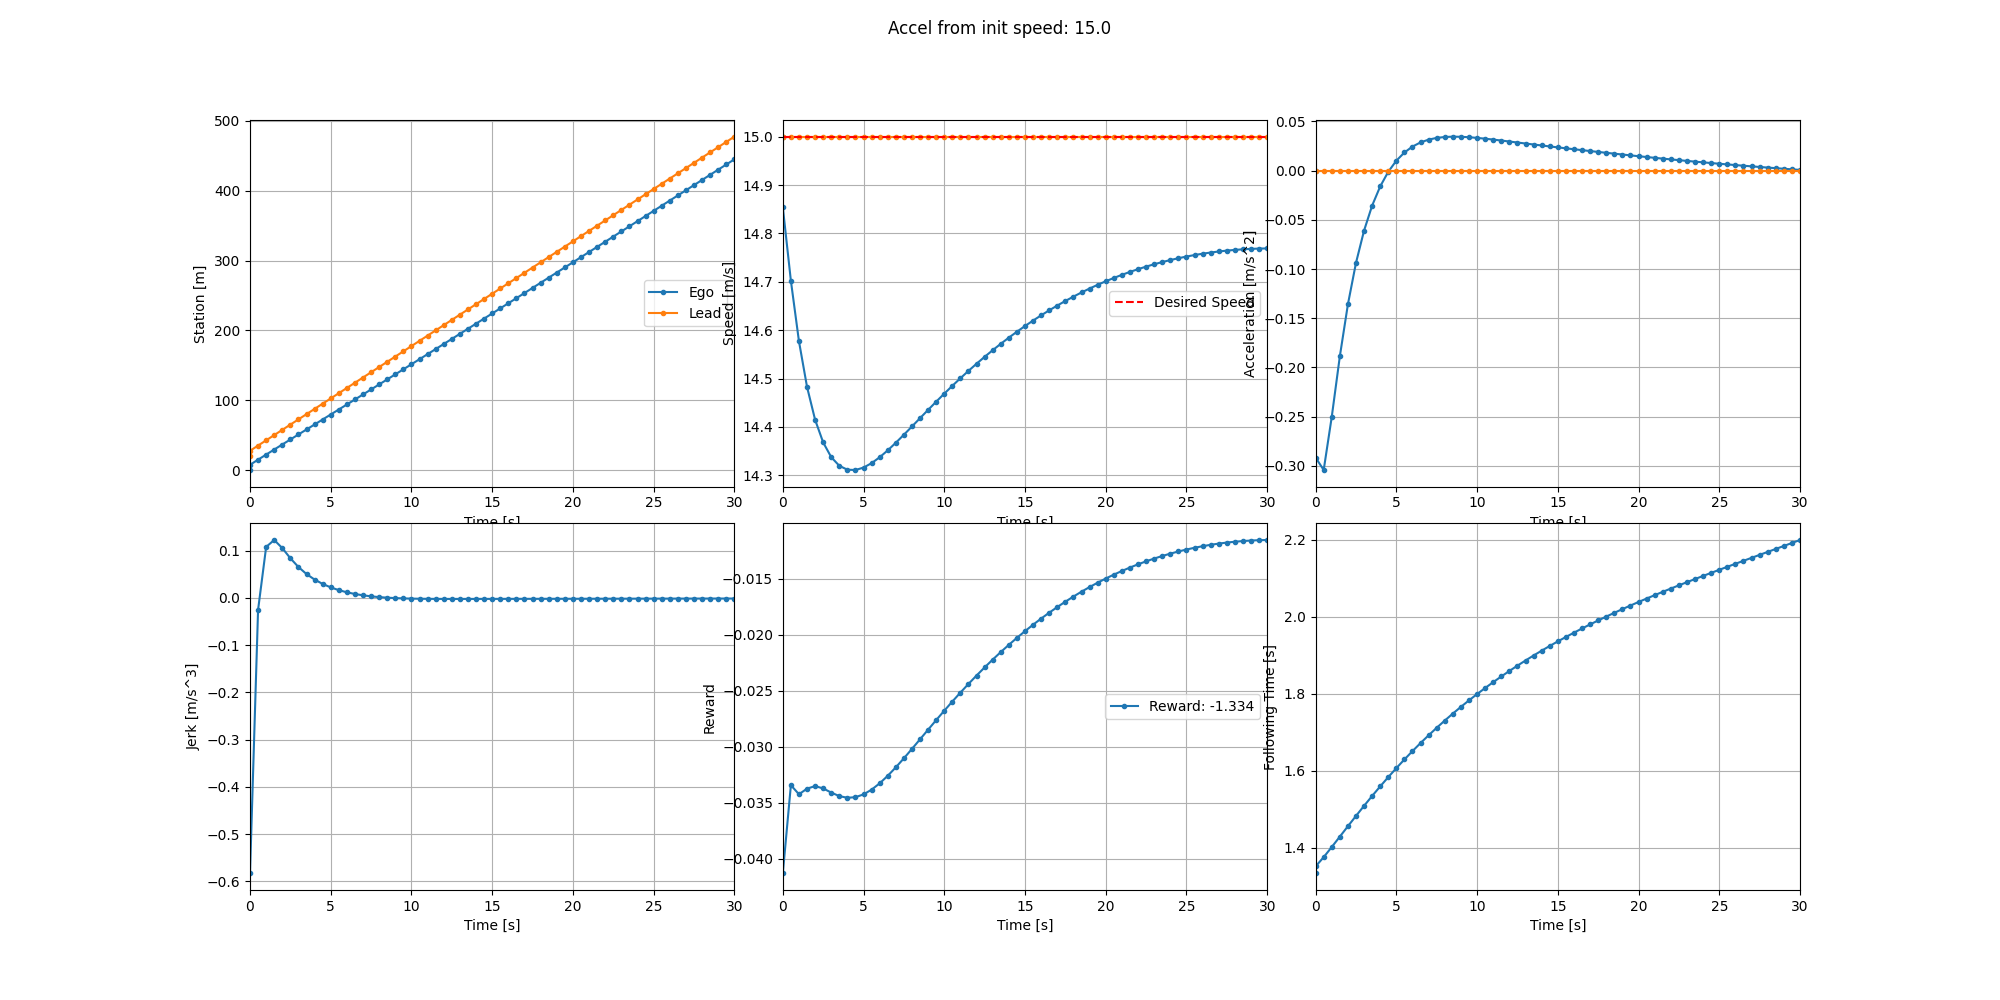 Accel from init speed: 15.0
Station [m]
500
400
300
200
100
0
Ego
Lead
0 5 10 15 20 25 30
Time [s]
Speed [m/s]
15.0
14.9
14.8
14.7
14.6
14.5
14.4
14.3
Desired Speed
0 5 10 15 20 25 30
Time [s]
Acceleration [m/s^2]
0.05
0.00
−0.05
−0.10
−0.15
−0.20
−0.25
−0.30
0 5 10 15 20 25 30
Time [s]
Jerk [m/s^3]
0.1
0.0
−0.1
−0.2
−0.3
−0.4
−0.5
−0.6
0 5 10 15 20 25 30
Time [s]
Reward
−0.015
−0.020
−0.025
−0.030
−0.035
−0.040
Reward: -1.334
0 5 10 15 20 25 30
Time [s]
Following Time [s]
2.2
2.0
1.8
1.6
1.4
0 5 10 15 20 25 30
Time [s]